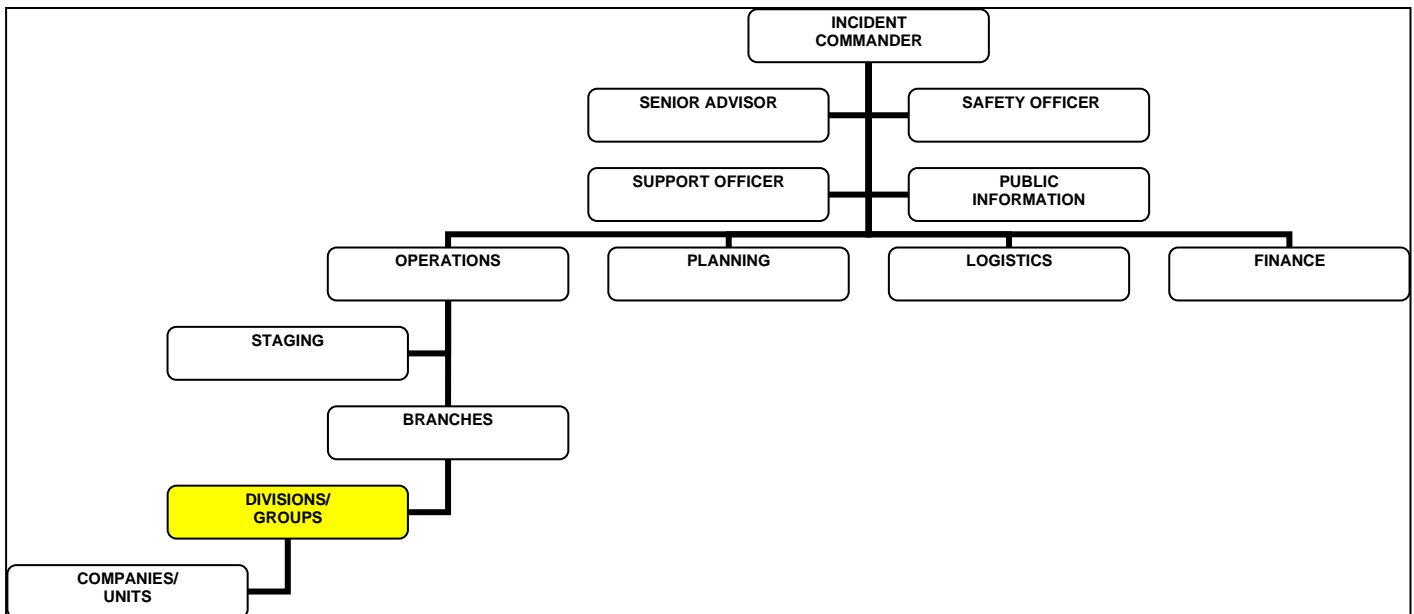 INCIDENT
COMMANDER
SENIOR ADVISOR
SAFETY OFFICER
SUPPORT OFFICER
PUBLIC
INFORMATION
OPERATIONS
PLANNING
LOGISTICS
FINANCE
STAGING
BRANCHES
DIVISIONS/
GROUPS
COMPANIES/
UNITS